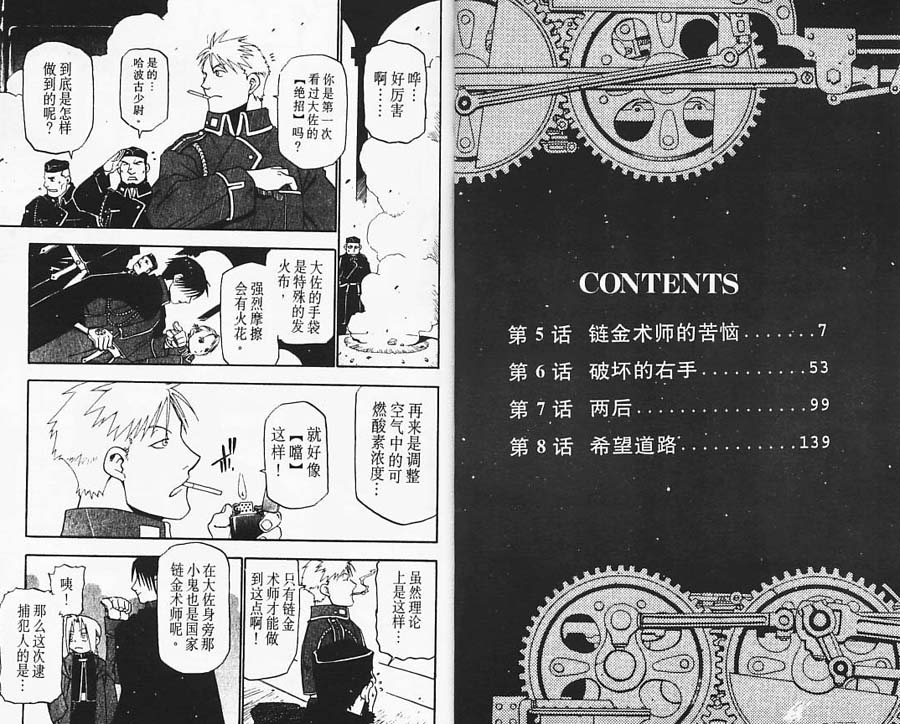 哗⋯
好厉害
啊⋯⋯
你是第一次
看过大佐的
【绝招】吗？
是的⋯
哈波古少尉。
到底是怎样
做到的呢？
大佐的手袋
是特殊的发
火布，
强烈摩擦
会有火花。
再来是调整
空气中的可
燃酸素浓度⋯
就好像
【噹】
这样！
虽然理论
上是这样⋯
只有链金
术师才能做
到这点啊！
在大佐身旁那
小鬼也是国家
链金术师呢。
咦！
那么这次逮
捕犯人的是⋯
CONTENTS
第5话 链金术师的苦恼.......7
第6话 破坏的右手...........53
第7话 两后.................99
第8话 希望道路............139